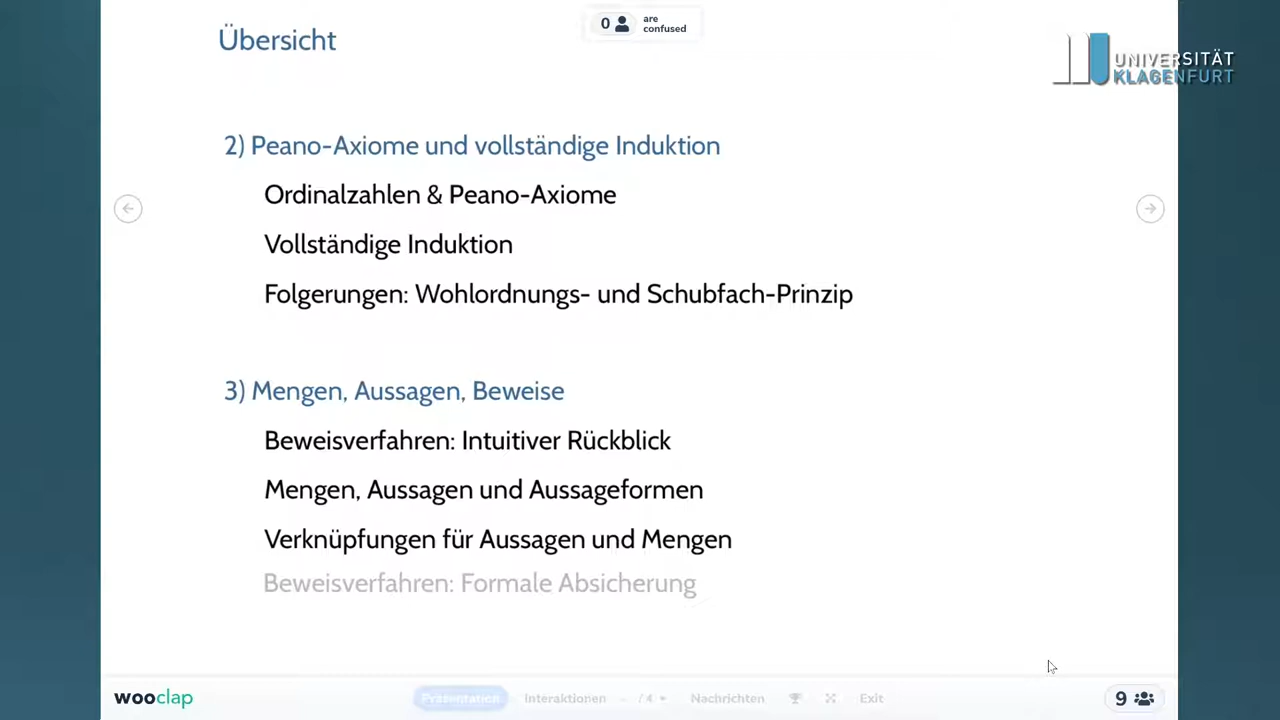 Übersicht
0 are confused
UNIVERSITÄT
KLAGENFURT
2) Peano-Axiome und vollständige Induktion
Ordinalzahlen & Peano-Axiome
Vollständige Induktion
Folgerungen: Wohlordnungs- und Schubfach-Prinzip
3) Mengen, Aussagen, Beweise
Beweisverfahren: Intuitiver Rückblick
Mengen, Aussagen und Aussageformen
Verknüpfungen für Aussagen und Mengen
Beweisverfahren: Formale Absicherung
wooclap
Präsentation Interaktionen - / 4 Nachrichten Exit
9